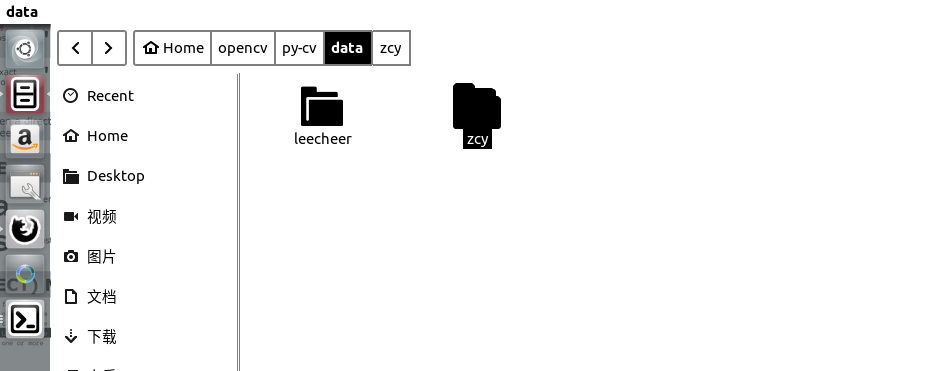 data
Home opencv py-cv data zcy
Recent
Home
Desktop
视频
图片
文档
下载
leecheer
zcy